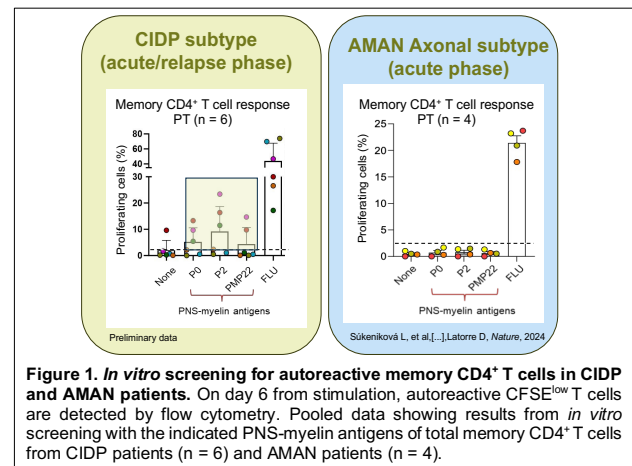 CIDP subtype
(acute/relapse phase)
Memory CD4⁺ T cell response
PT (n = 6)
Proliferating cells (%)
80
60
40
30
20
10
0
None
P0
P2
PMP22
FLU
PNS-myelin antigens
Preliminary data
AMAN Axonal subtype
(acute phase)
Memory CD4⁺ T cell response
PT (n = 4)
Proliferating cells (%)
25
20
15
10
5
0
None
P0
P2
PMP22
FLU
PNS-myelin antigens
Súkeníková L, et al,[...],Latorre D, Nature, 2024
Figure 1. In vitro screening for autoreactive memory CD4⁺ T cells in CIDP
and AMAN patients. On day 6 from stimulation, autoreactive CFSEˡᵒʷ T cells
are detected by flow cytometry. Pooled data showing results from in vitro
screening with the indicated PNS-myelin antigens of total memory CD4⁺ T cells
from CIDP patients (n = 6) and AMAN patients (n = 4).